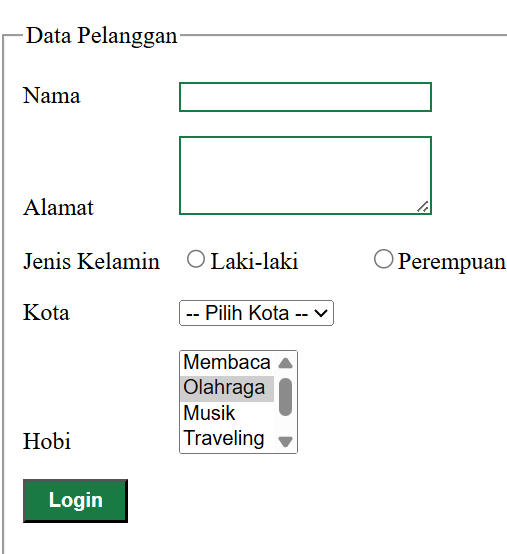 Data Pelanggan
Nama
Alamat
Jenis Kelamin Laki-laki Perempuan
Kota -- Pilih Kota --
Membaca
Olahraga
Musik
Traveling
Hobi
Login